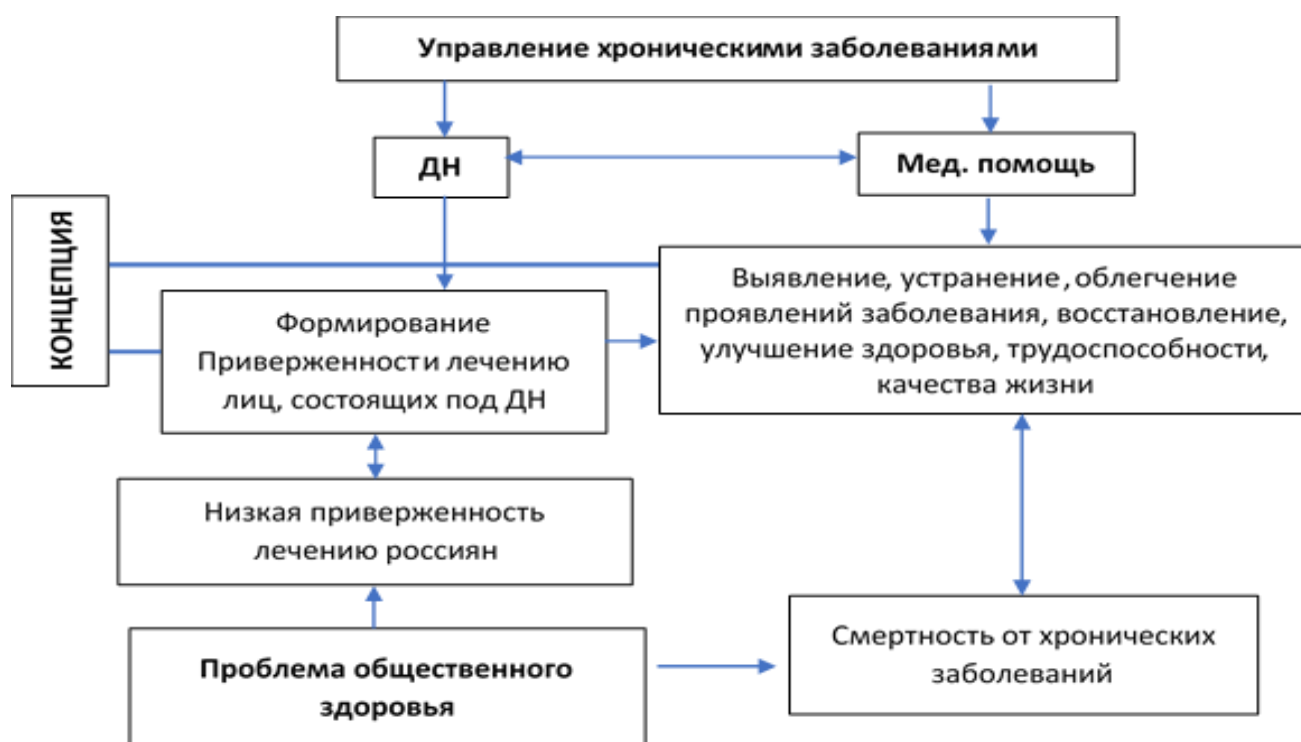 Управление хроническими заболеваниями
ДН
Мед. помощь
КОНЦЕПЦИЯ
Выявление, устранение, облегчение
проявлений заболевания, восстановление,
улучшение здоровья, трудоспособности,
качества жизни
Формирование
Приверженности лечению
лиц, состоящих под ДН
Низкая приверженность
лечению россиян
Проблема общественного
здоровья
Смертность от хронических
заболеваний